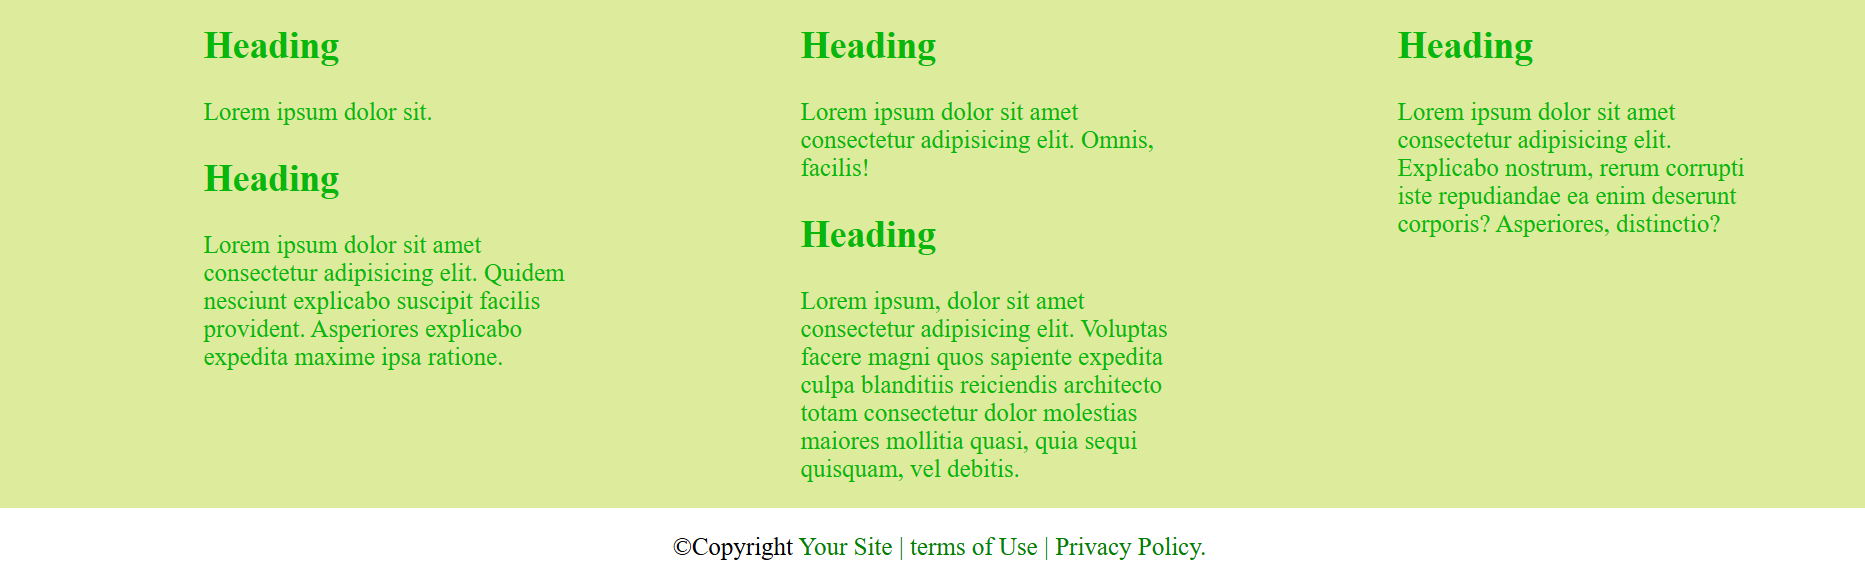 Heading
Lorem ipsum dolor sit.
Heading
Lorem ipsum dolor sit amet
consectetur adipisicing elit. Quidem
nesciunt explicabo suscipit facilis
provident. Asperiores explicabo
expedita maxime ipsa ratione.
Heading
Lorem ipsum dolor sit amet
consectetur adipisicing elit. Omnis,
facilis!
Heading
Lorem ipsum, dolor sit amet
consectetur adipisicing elit. Voluptas
facere magni quos sapiente expedita
culpa blanditiis reiciendis architecto
totam consectetur dolor molestias
maiores mollitia quasi, quia sequi
quisquam, vel debitis.
Heading
Lorem ipsum dolor sit amet
consectetur adipisicing elit.
Explicabo nostrum, rerum corrupti
iste repudiandae ea enim deserunt
corporis? Asperiores, distinctio?
©Copyright Your Site | terms of Use | Privacy Policy.